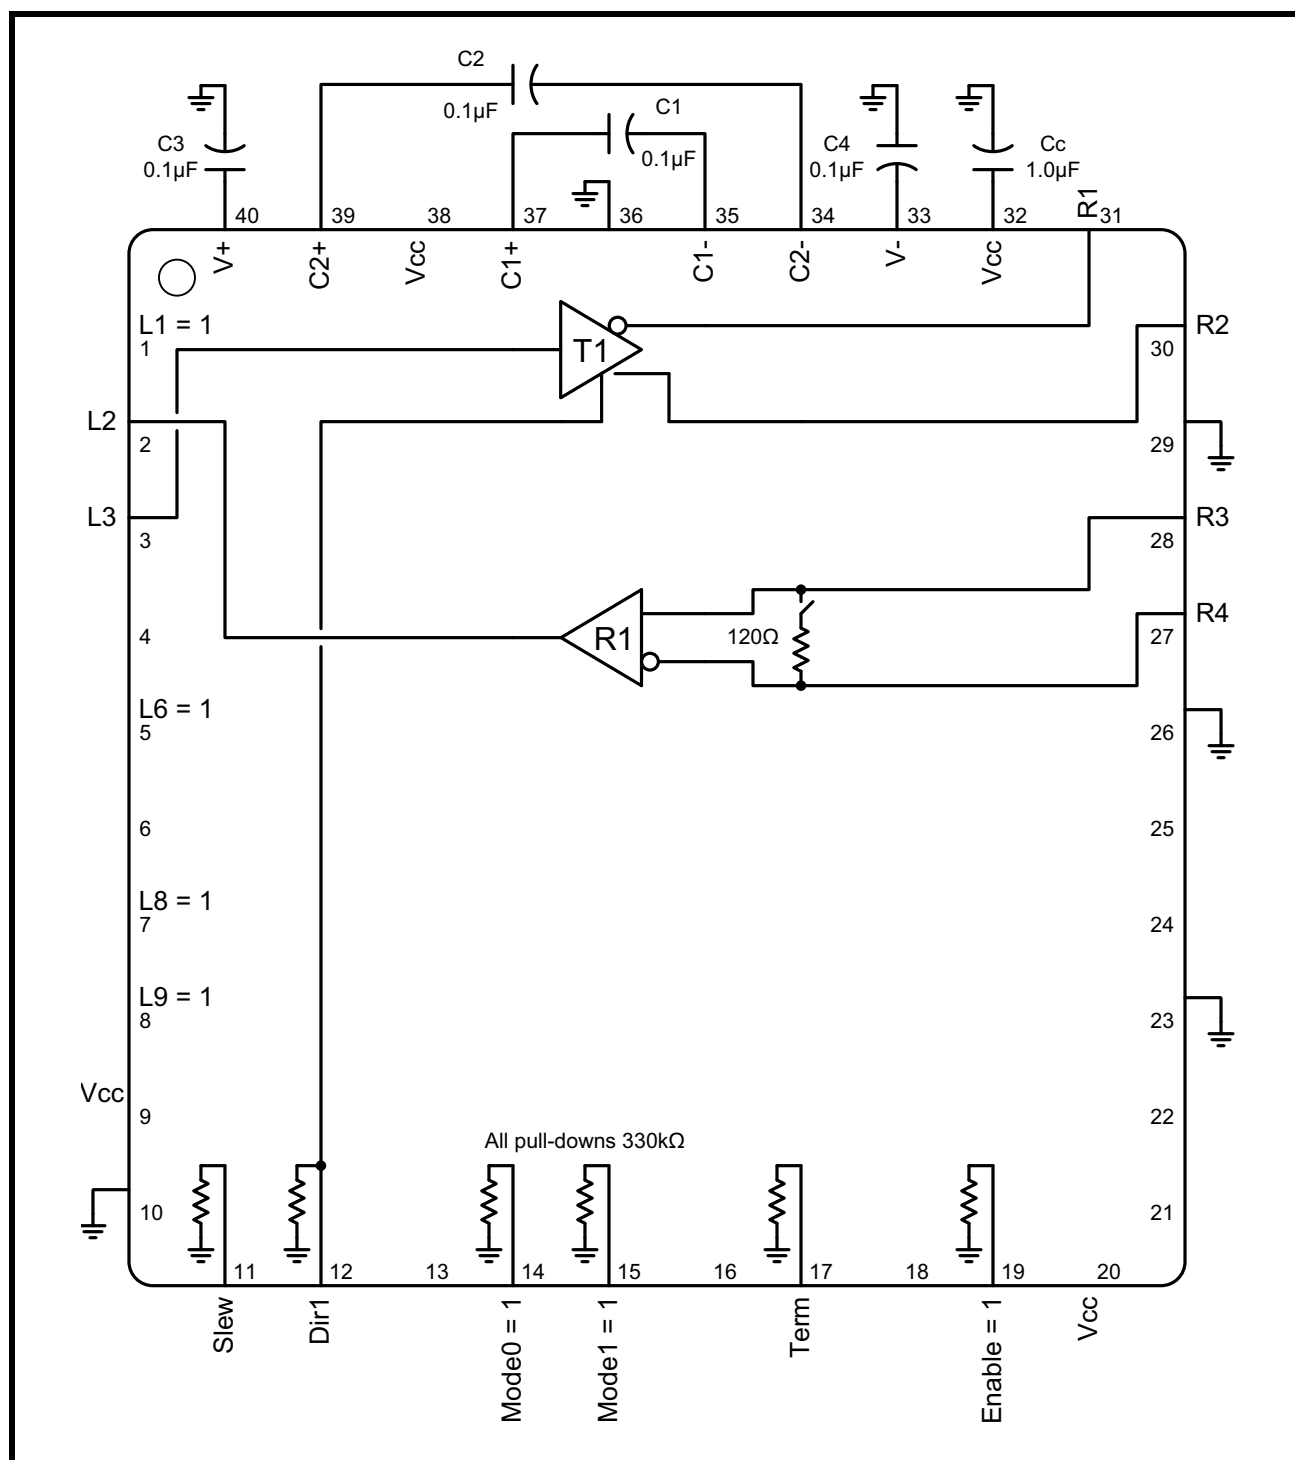 C2
0.1µF
C1
0.1µF
C3
0.1µF
C4
0.1µF
Cc
1.0µF
R1
40
39
38
37
36
35
34
33
32
31
V+
C2+
Vcc
C1+
C1-
C2-
V-
Vcc
L1 = 1
1
T1
R2
30
L2
2
29
L3
3
R3
28
4
R1
120Ω
R4
27
L6 = 1
5
26
6
25
L8 = 1
7
24
L9 = 1
8
23
Vcc
9
22
All pull-downs 330kΩ
10
21
11
12
13
14
15
16
17
18
19
20
Slew
Dir1
Mode0 = 1
Mode1 = 1
Term
Enable = 1
Vcc